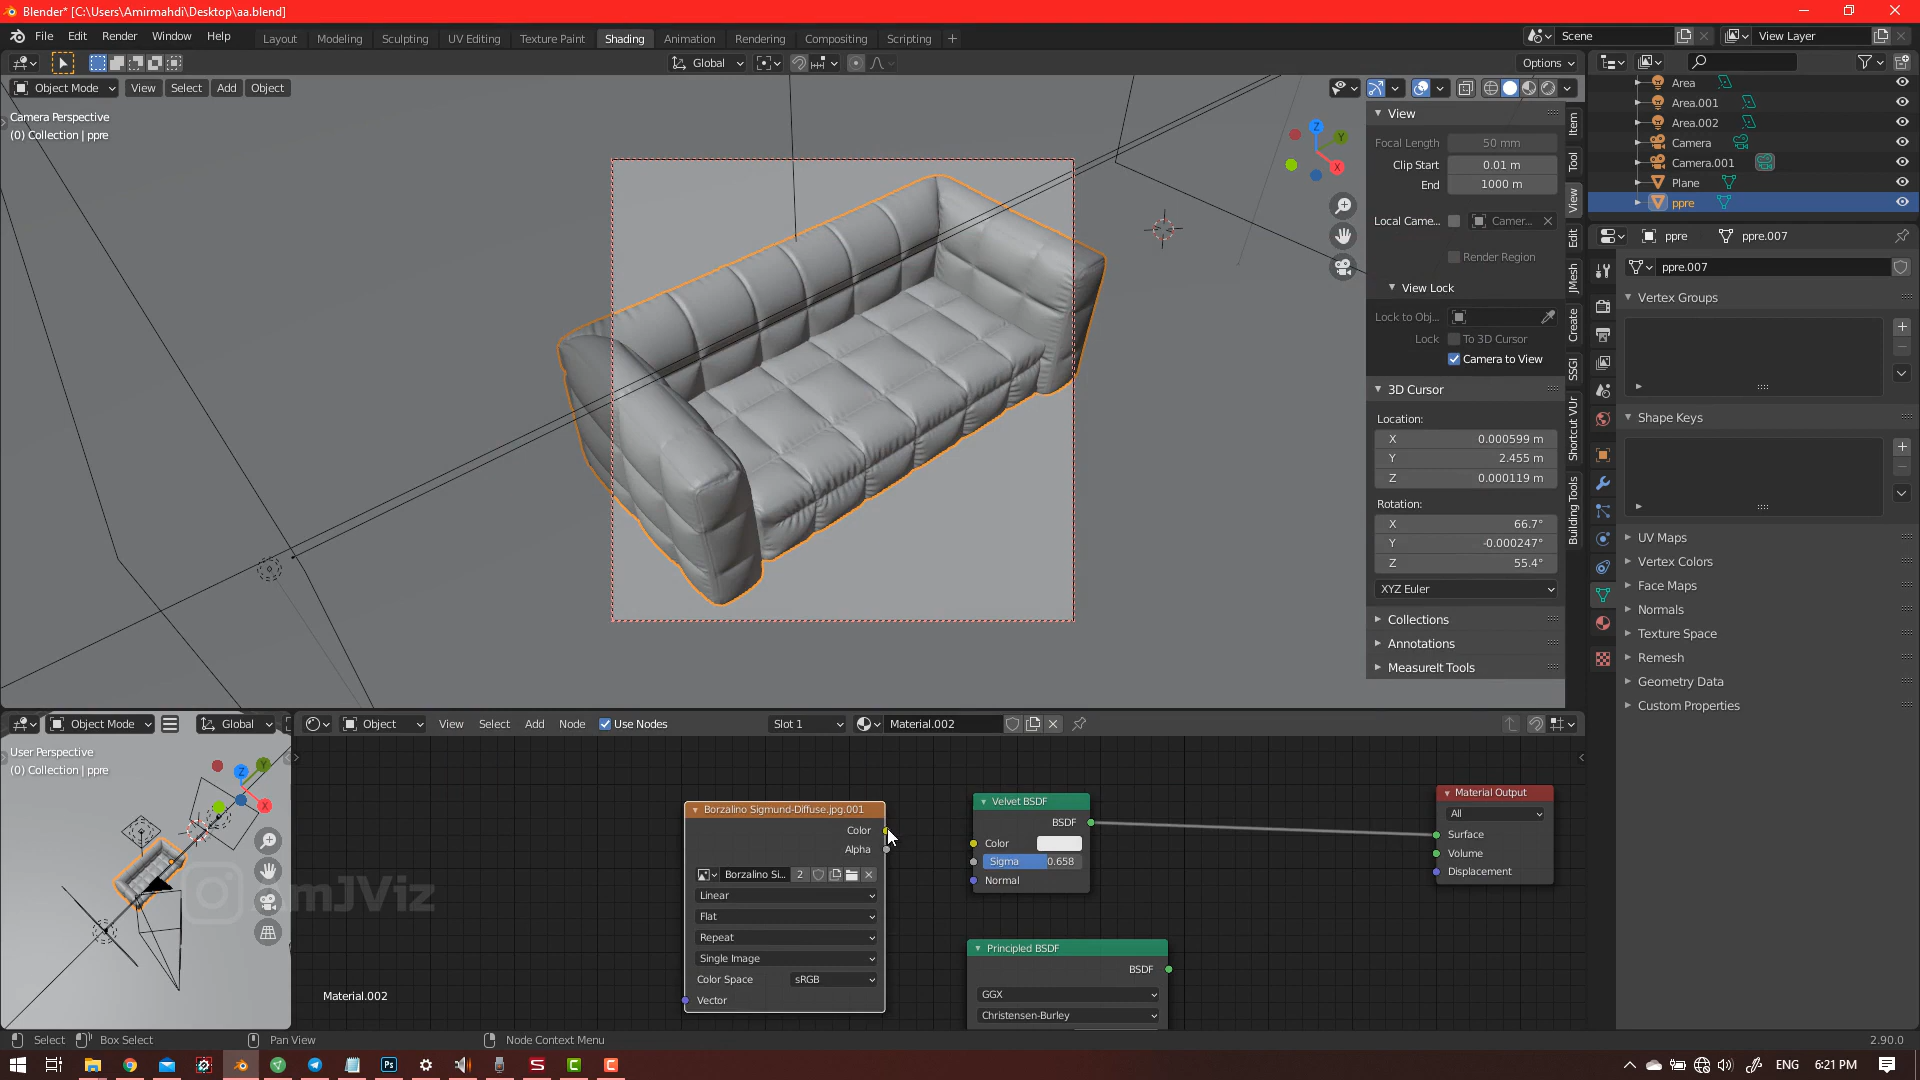 Blender* [C:\Users\Amirmahdi\Desktop\aa.blend]
File Edit Render Window Help Layout Modeling Sculpting UV Editing Texture Paint Shading Animation Rendering Compositing Scripting + Scene View Layer
Global Options
Object Mode View Select Add Object
Camera Perspective
(0) Collection | ppre
Z Y X
View
Focal Length 50 mm
Clip Start 0.01 m
End 1000 m
Local Came... Camer...
Render Region
View Lock
Lock to Obj...
Lock To 3D Cursor
Camera to View
3D Cursor
Location:
X 0.000599 m
Y 2.455 m
Z 0.000119 m
Rotation:
X 66.7°
Y -0.000247°
Z 55.4°
XYZ Euler
Collections
Annotations
MeasureIt Tools
Item
Tool
View
Edit
JMesh
Create
SSGI
Shortcut VUr
Building Tools
Area
Area.001
Area.002
Camera
Camera.001
Plane
ppre
ppre ppre.007
ppre.007
Vertex Groups
Shape Keys
UV Maps
Vertex Colors
Face Maps
Normals
Texture Space
Remesh
Geometry Data
Custom Properties
Object Mode Global
User Perspective
(0) Collection | ppre
Z Y X
Object View Select Add Node Use Nodes Slot 1 Material.002
Borzalino Sigmund-Diffuse.jpg.001
Color
Alpha
Borzalino Si... 2
Linear
Flat
Repeat
Single Image
Color Space sRGB
Vector
Velvet BSDF
BSDF
Color
Sigma 0.658
Normal
Principled BSDF
BSDF
GGX
Christensen-Burley
Material Output
All
Surface
Volume
Displacement
Material.002
mJViz
Select Box Select Pan View Node Context Menu 2.90.0
Ps S C C ENG 6:21 PM